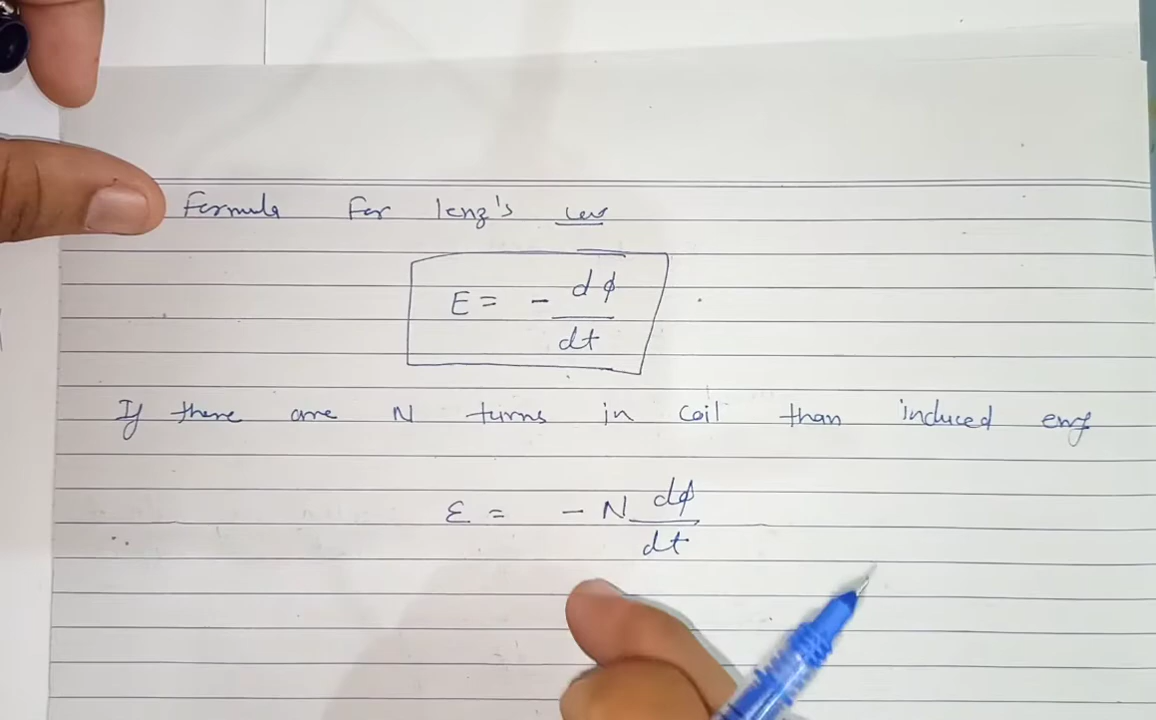 Formula For lenz's law
E = - dφ/dt
If there are N turns in coil than induced emf
ε = - N dφ/dt